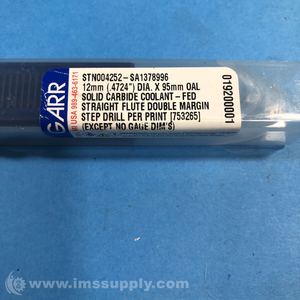 GARR
USA 989-463-6171
STN004252-SA1378996
12mm (.4724") DIA. X 95mm OAL
SOLID CARBIDE COOLANT-FED
STRAIGHT FLUTE DOUBLE MARGIN
STEP DRILL PER PRINT [753265]
(EXCEPT NO GAGE DIM'S)
0192000001
www.imssupply.com